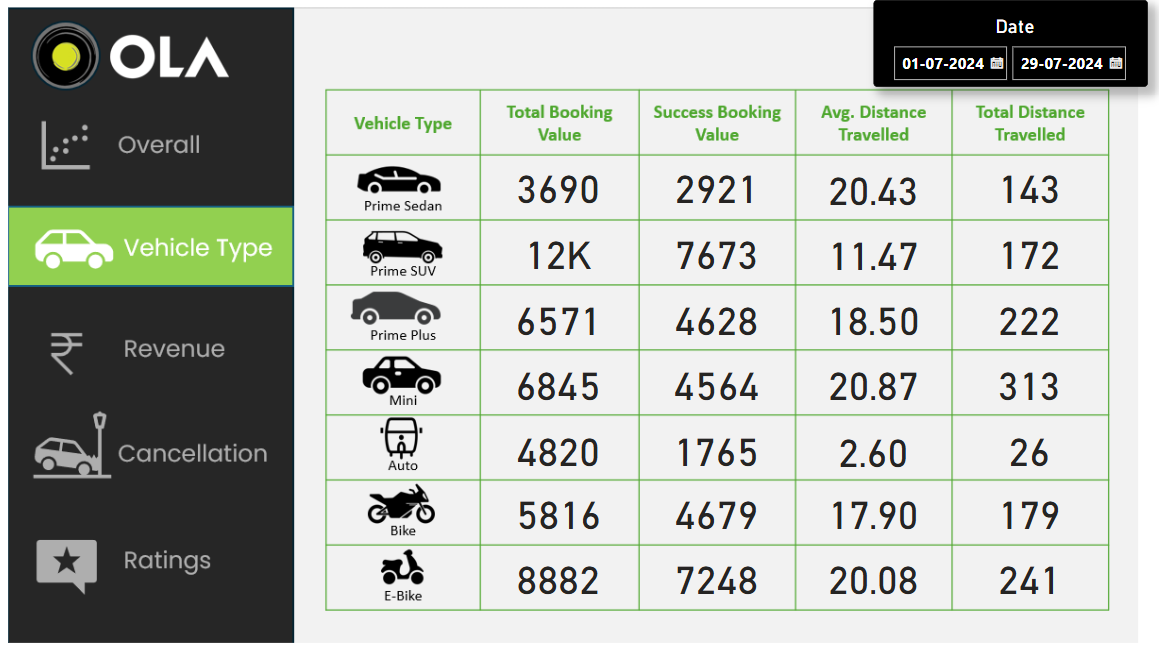 OLA
Date
01-07-2024 29-07-2024
Overall
Vehicle Type
Revenue
Cancellation
Ratings
Vehicle Type Total Booking Value Success Booking Value Avg. Distance Travelled Total Distance Travelled
Prime Sedan 3690 2921 20.43 143
Prime SUV 12K 7673 11.47 172
Prime Plus 6571 4628 18.50 222
Mini 6845 4564 20.87 313
Auto 4820 1765 2.60 26
Bike 5816 4679 17.90 179
E-Bike 8882 7248 20.08 241